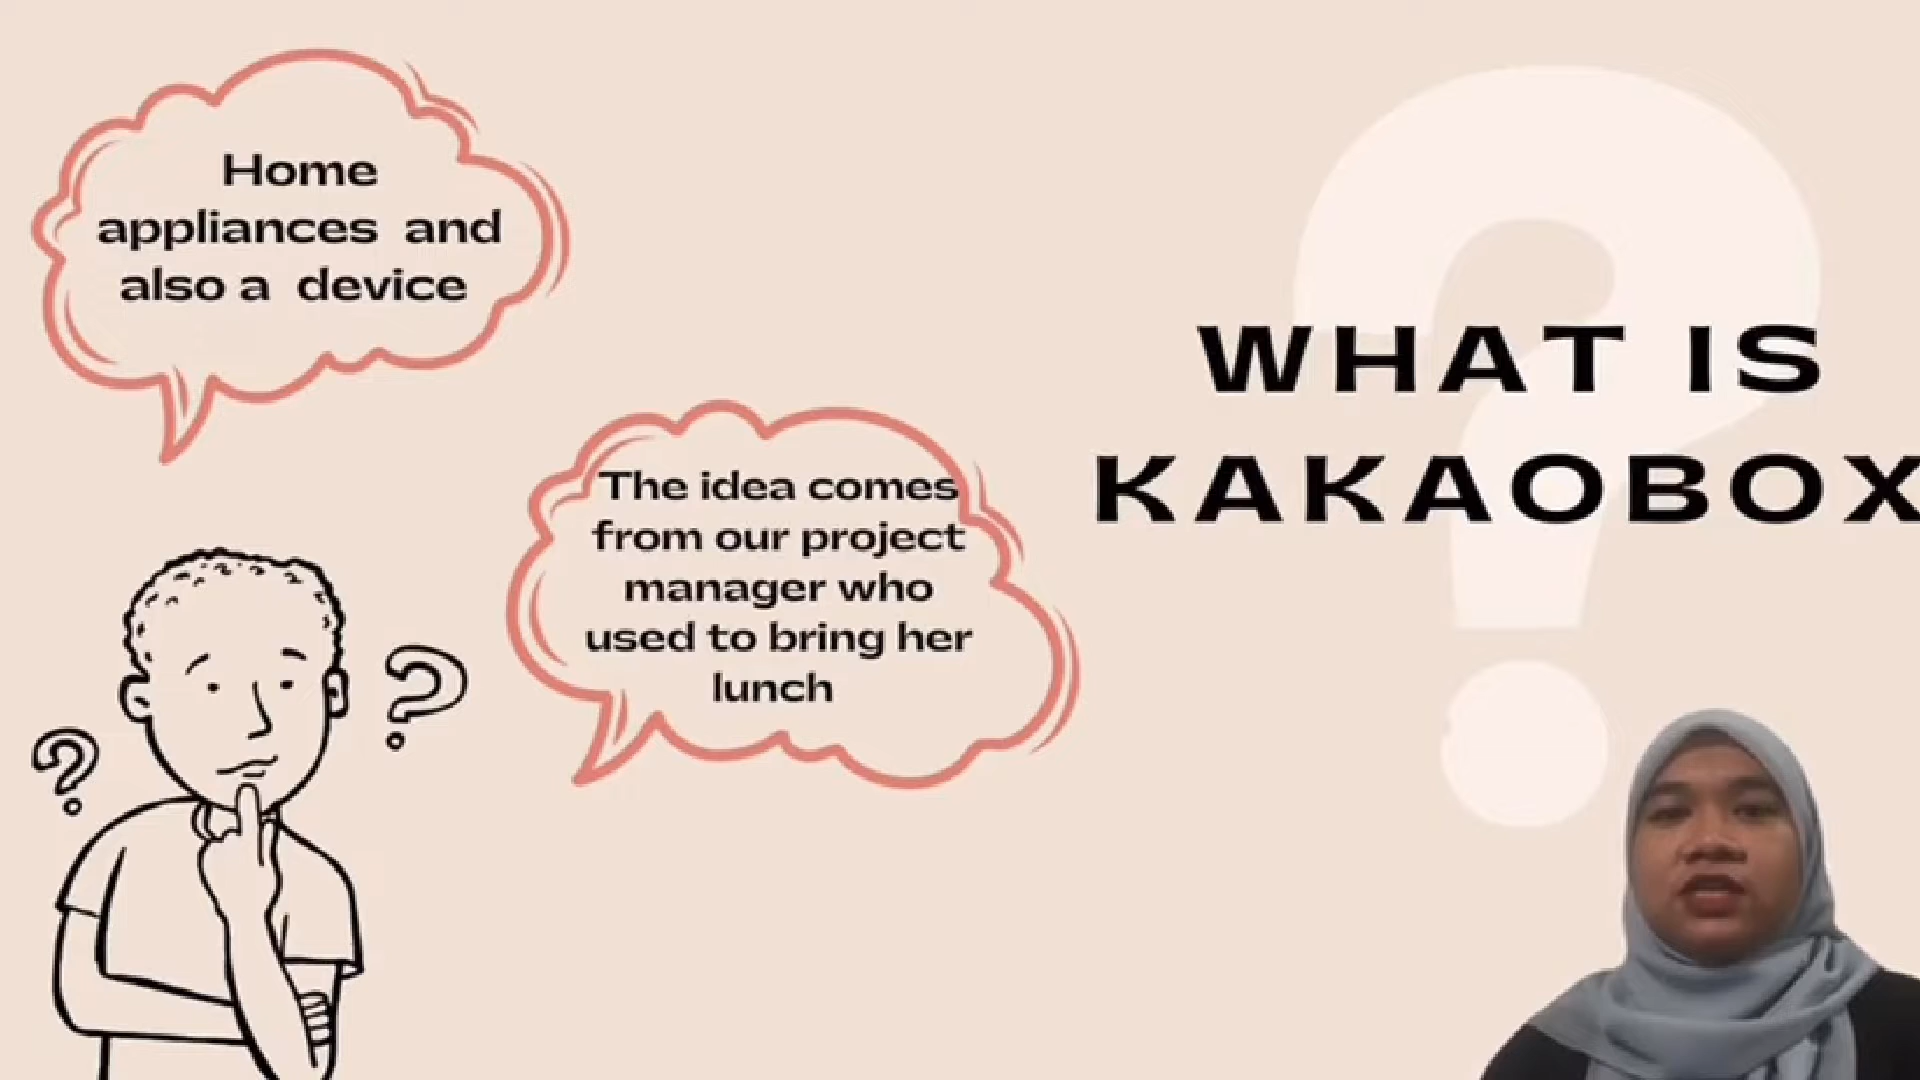 Home
appliances and
also a device
The idea comes
from our project
manager who
used to bring her
lunch
WHAT IS
KAKAOBOX